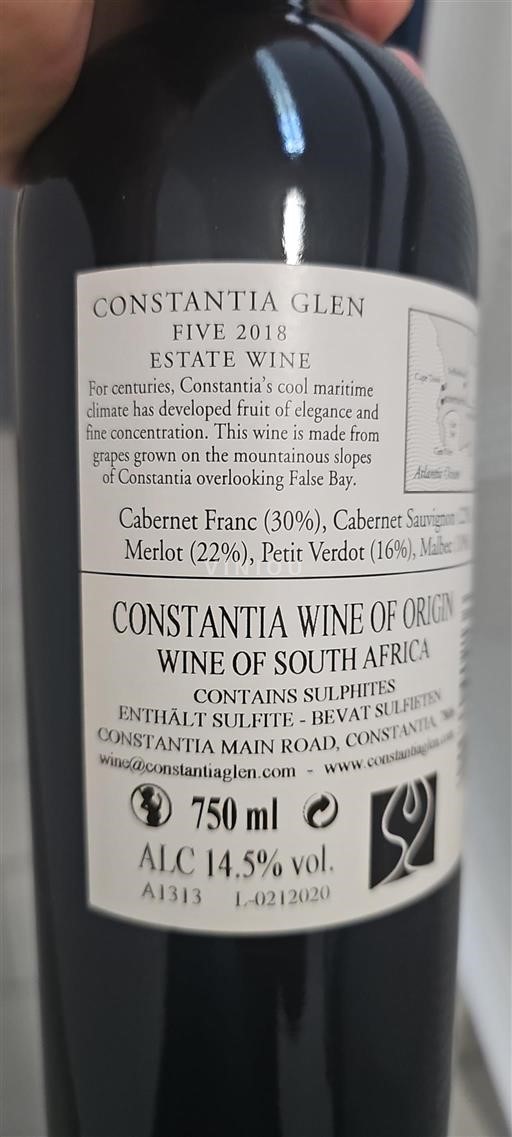 CONSTANTIA GLEN
FIVE 2018
ESTATE WINE
For centuries, Constantia's cool maritime
climate has developed fruit of elegance and
fine concentration. This wine is made from
grapes grown on the mountainous slopes
of Constantia overlooking False Bay.
Atlantic Ocean
Cabernet Franc (30%), Cabernet Sauvignon
Merlot (22%), Petit Verdot (16%), Malbec
VINIOU
CONSTANTIA WINE OF ORIGIN
WINE OF SOUTH AFRICA
CONTAINS SULPHITES
ENTHÄLT SULFITE - BEVAT SULFIETEN
CONSTANTIA MAIN ROAD, CONSTANTIA,
wine@constantiaglen.com - www.constantiaglen.com
750 ml
ALC 14.5% vol.
A1313 L-0212020